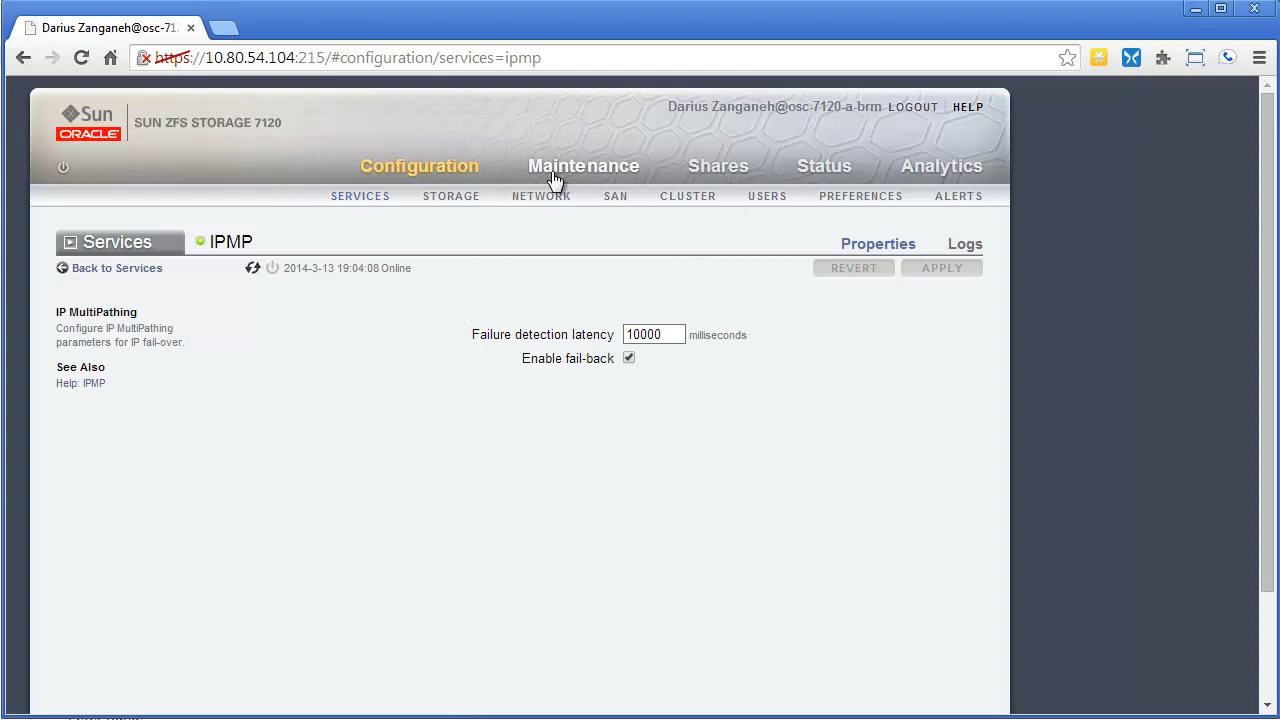 Darius Zanganeh@osc-71
https://10.80.54.104:215/#configuration/services=ipmp
Darius Zanganeh@osc-7120-a-brm LOGOUT HELP
Sun
ORACLE
SUN ZFS STORAGE 7120
Configuration Maintenance Shares Status Analytics
SERVICES STORAGE NETWORK SAN CLUSTER USERS PREFERENCES ALERTS
Services IPMP Properties Logs
Back to Services 2014-3-13 19:04:08 Online REVERT APPLY
IP MultiPathing
Configure IP MultiPathing
parameters for IP fail-over.
See Also
Help: IPMP
Failure detection latency 10000 milliseconds
Enable fail-back